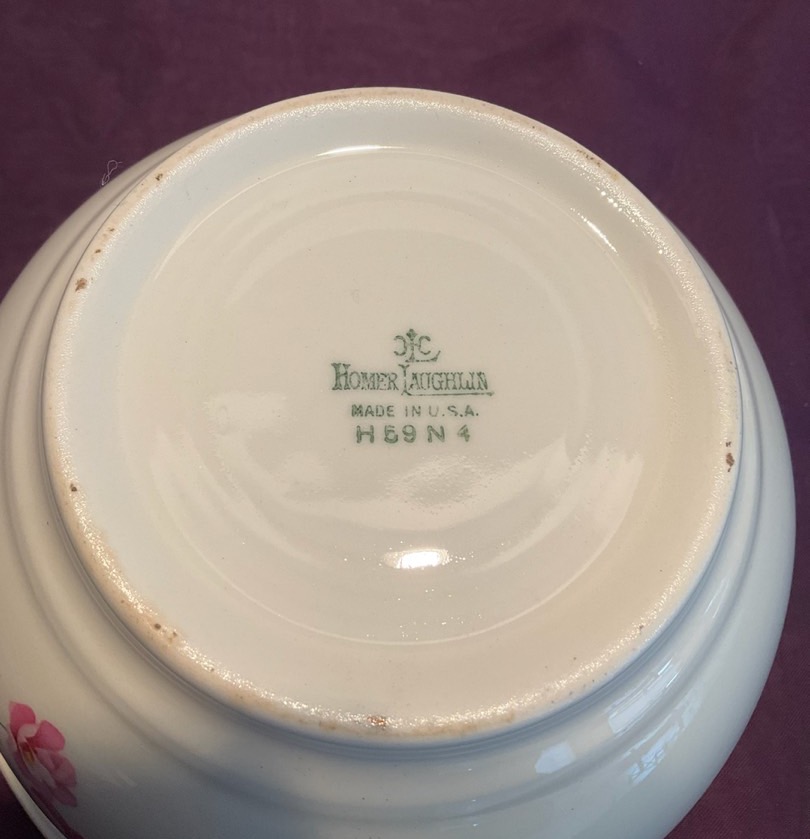 HLC
HOMER LAUGHLIN
MADE IN U.S.A.
H 59 N 4